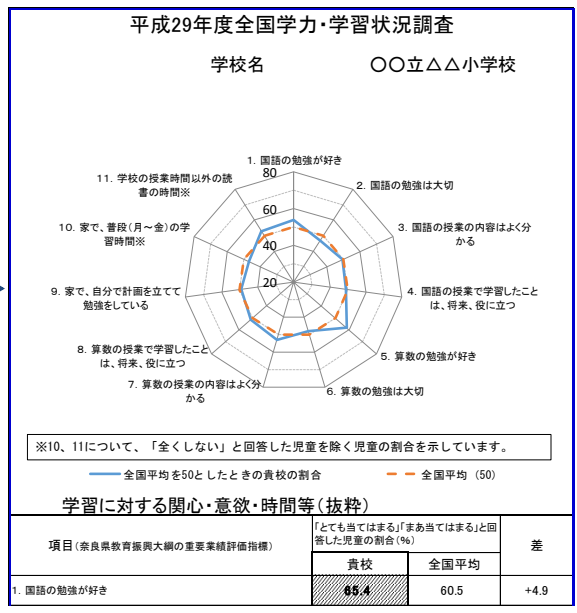 平成29年度全国学力・学習状況調査
学校名　〇〇立△△小学校
1. 国語の勉強が好き
2. 国語の勉強は大切
3. 国語の授業の内容はよく分
かる
4. 国語の授業で学習したこと
は、将来、役に立つ
5. 算数の勉強が好き
6. 算数の勉強は大切
7. 算数の授業の内容はよく分
かる
8. 算数の授業で学習したこと
は、将来、役に立つ
9. 家で、自分で計画を立てて
勉強をしている
10. 家で、普段（月～金）の学
習時間※
11. 学校の授業時間以外の読
書の時間※
80
60
40
20
※10、11について、「全くしない」と回答した児童を除く児童の割合を示しています。
全国平均を50としたときの貴校の割合　全国平均（50）
学習に対する関心・意欲・時間等（抜粋）
項目（奈良県教育振興大綱の重要業績評価指標）
「とても当てはまる」「まあ当てはまる」と回
答した児童の割合（%）
差
貴校　全国平均
1. 国語の勉強が好き　65.4　60.5　+4.9